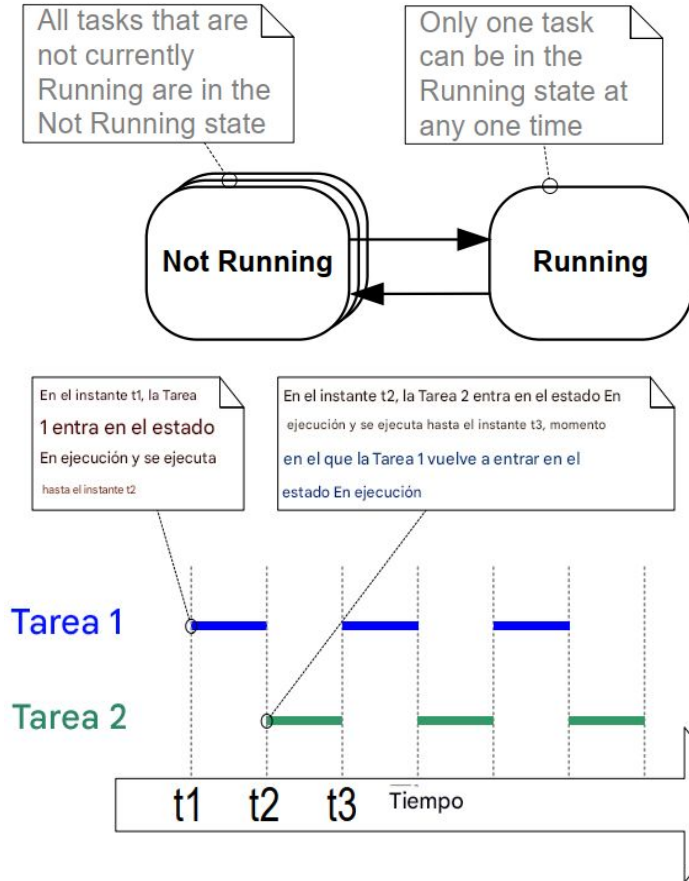 All tasks that are
not currently
Running are in the
Not Running state
Only one task
can be in the
Running state at
any one time
Not Running
Running
En el instante t1, la Tarea
1 entra en el estado
En ejecución y se ejecuta
hasta el instante t2
En el instante t2, la Tarea 2 entra en el estado En
ejecución y se ejecuta hasta el instante t3, momento
en el que la Tarea 1 vuelve a entrar en el
estado En ejecución
Tarea 1
Tarea 2
t1 t2 t3 Tiempo